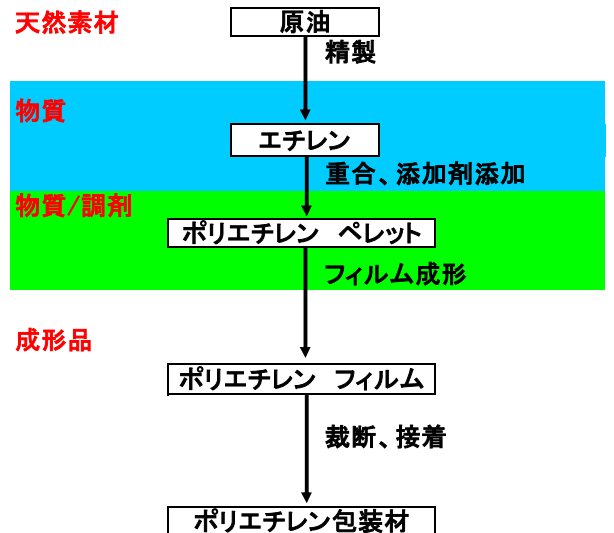 天然素材
原油
精製
物質
エチレン
重合、添加剤添加
物質/調剤
ポリエチレン　ペレット
フィルム成形
成形品
ポリエチレン　フィルム
裁断、接着
ポリエチレン包装材